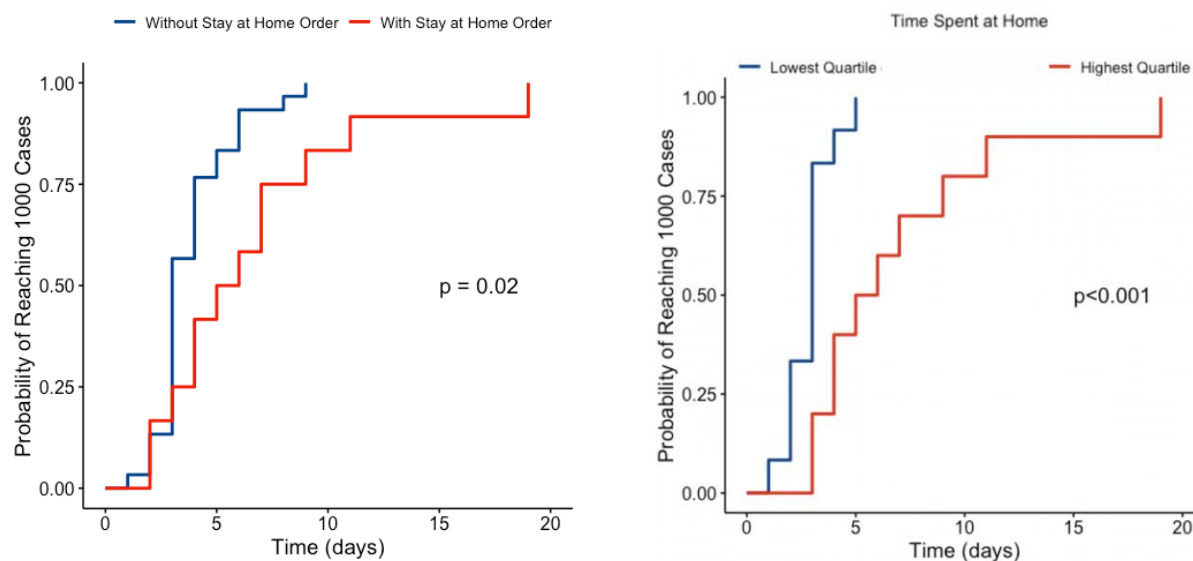 Without Stay at Home Order With Stay at Home Order
Probability of Reaching 1000 Cases
1.00
0.75
0.50
0.25
0.00
p = 0.02
0 5 10 15 20
Time (days)
Time Spent at Home
Lowest Quartile Highest Quartile
Probability of Reaching 1000 Cases
1.00
0.75
0.50
0.25
0.00
p<0.001
0 5 10 15 20
Time (days)